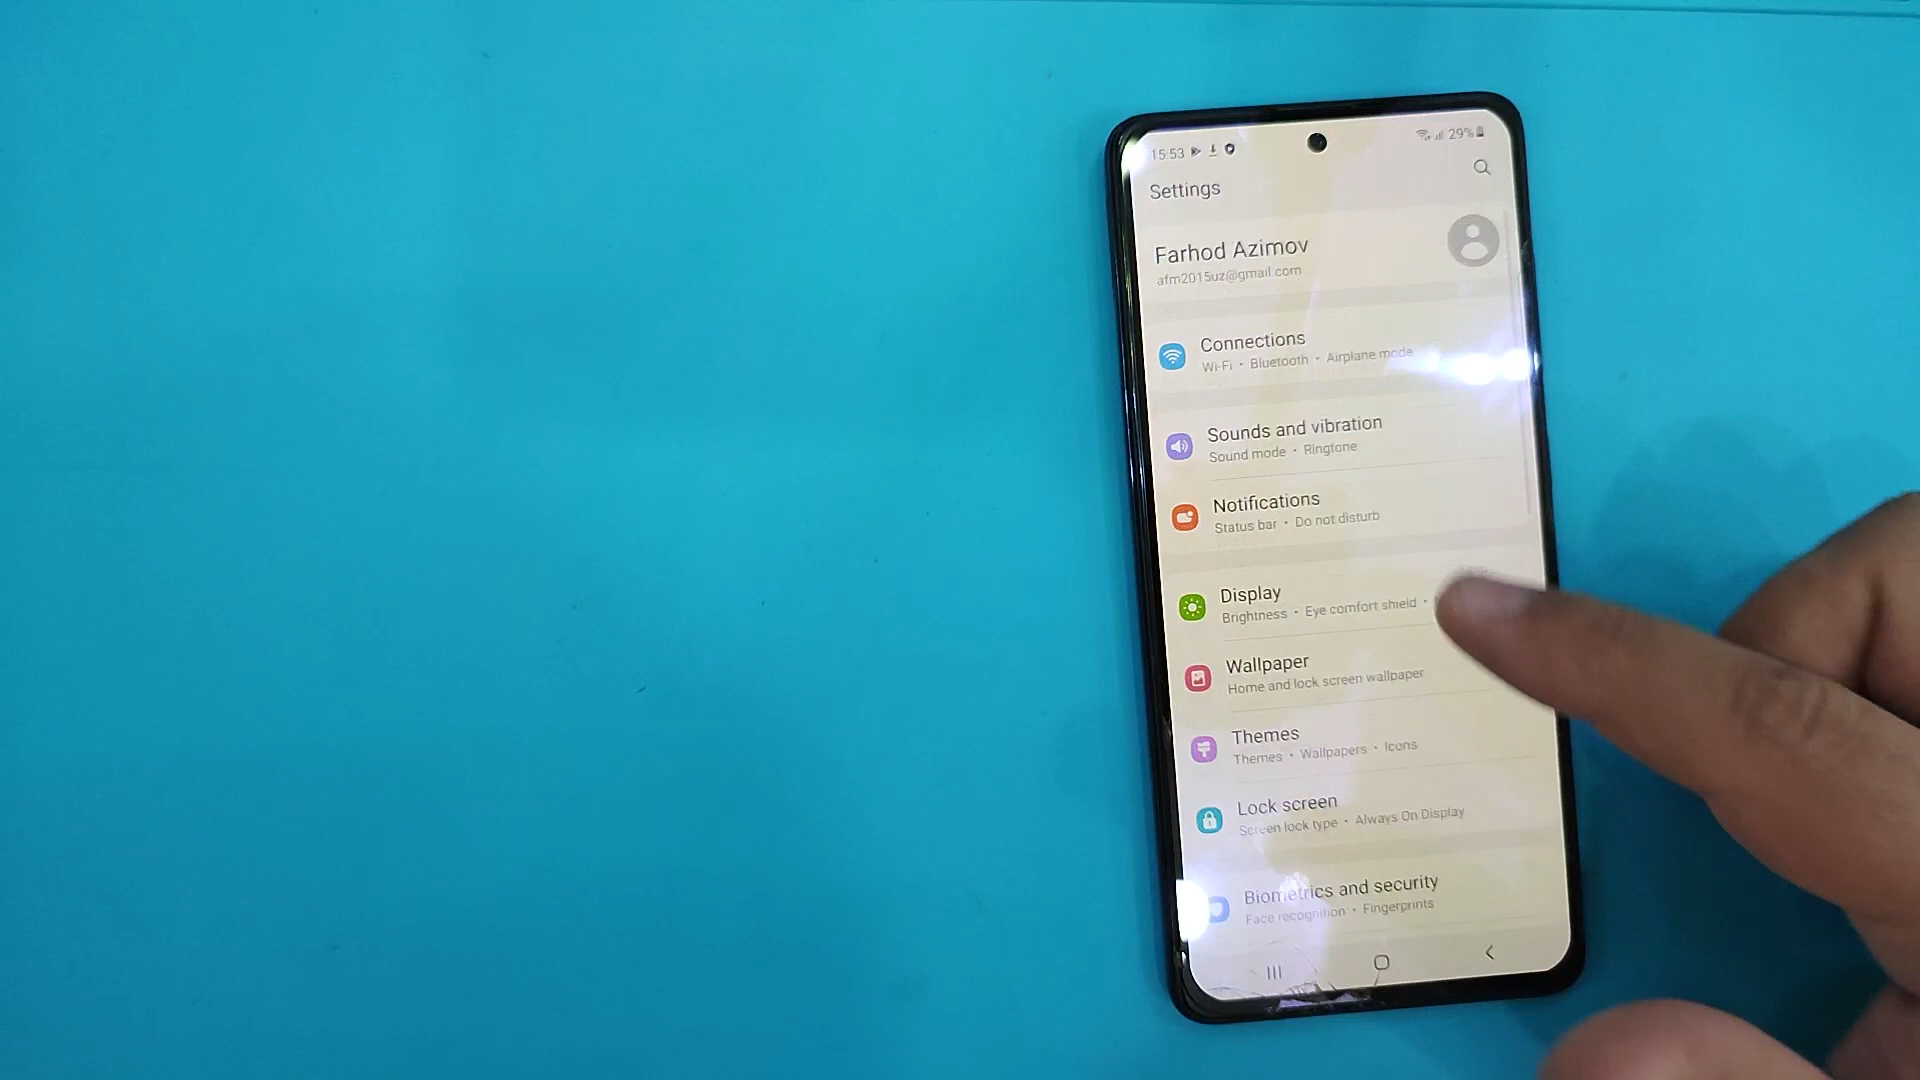 15:53
29%
Settings
Farhod Azimov
afm2015uz@gmail.com
Connections
Wi-Fi • Bluetooth • Airplane mode
Sounds and vibration
Sound mode • Ringtone
Notifications
Status bar • Do not disturb
Display
Brightness • Eye comfort shield •
Wallpaper
Home and lock screen wallpaper
Themes
Themes • Wallpapers • Icons
Lock screen
Screen lock type • Always On Display
Biometrics and security
Face recognition • Fingerprints